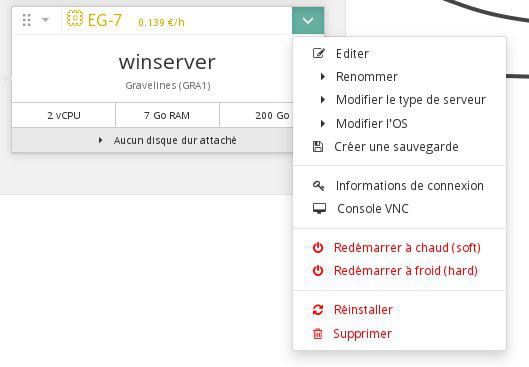 EG-7 0.139 €/h
winserver
Gravelines (GRA1)
2 vCPU 7 Go RAM 200 Go
Aucun disque dur attaché
Editer
Renommer
Modifier le type de serveur
Modifier l'OS
Créer une sauvegarde
Informations de connexion
Console VNC
Redémarrer à chaud (soft)
Redémarrer à froid (hard)
Réinstaller
Supprimer